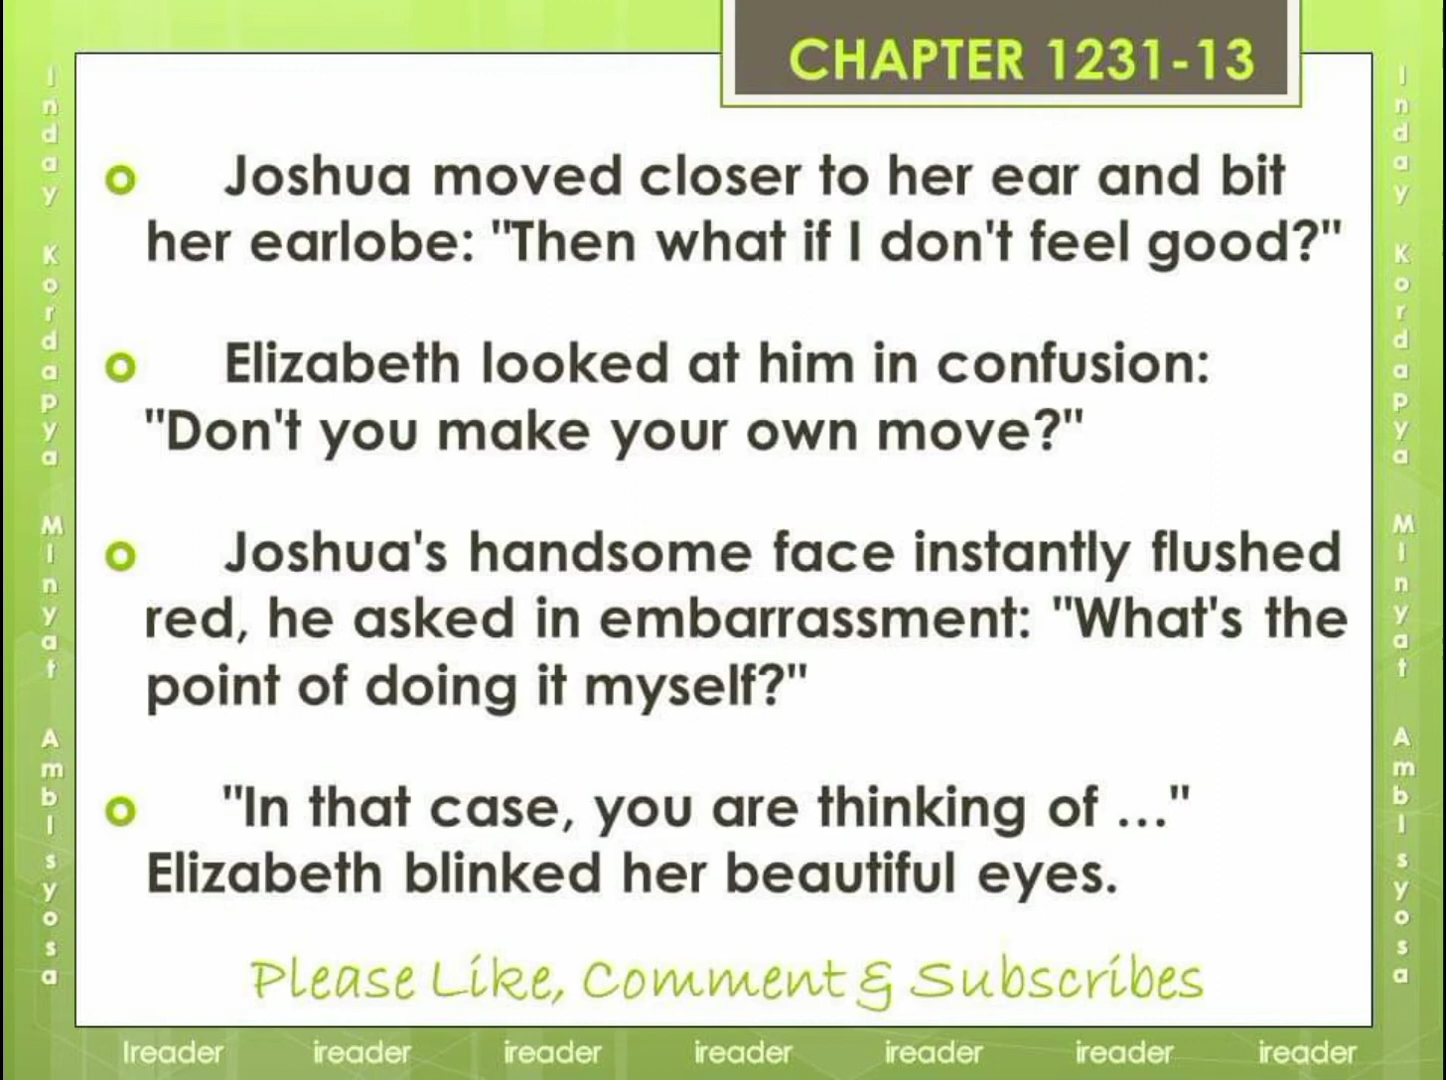 CHAPTER 1231-13
Joshua moved closer to her ear and bit
her earlobe: "Then what if I don't feel good?"
Elizabeth looked at him in confusion:
"Don't you make your own move?"
Joshua's handsome face instantly flushed
red, he asked in embarrassment: "What's the
point of doing it myself?"
"In that case, you are thinking of ..."
Elizabeth blinked her beautiful eyes.
Please Like, Comment & Subscribes
Inday Kordapya MInyat AmbIsyosa
Inday Kordapya MInyat AmbIsyosa
Ireader ireader ireader ireader ireader ireader ireader